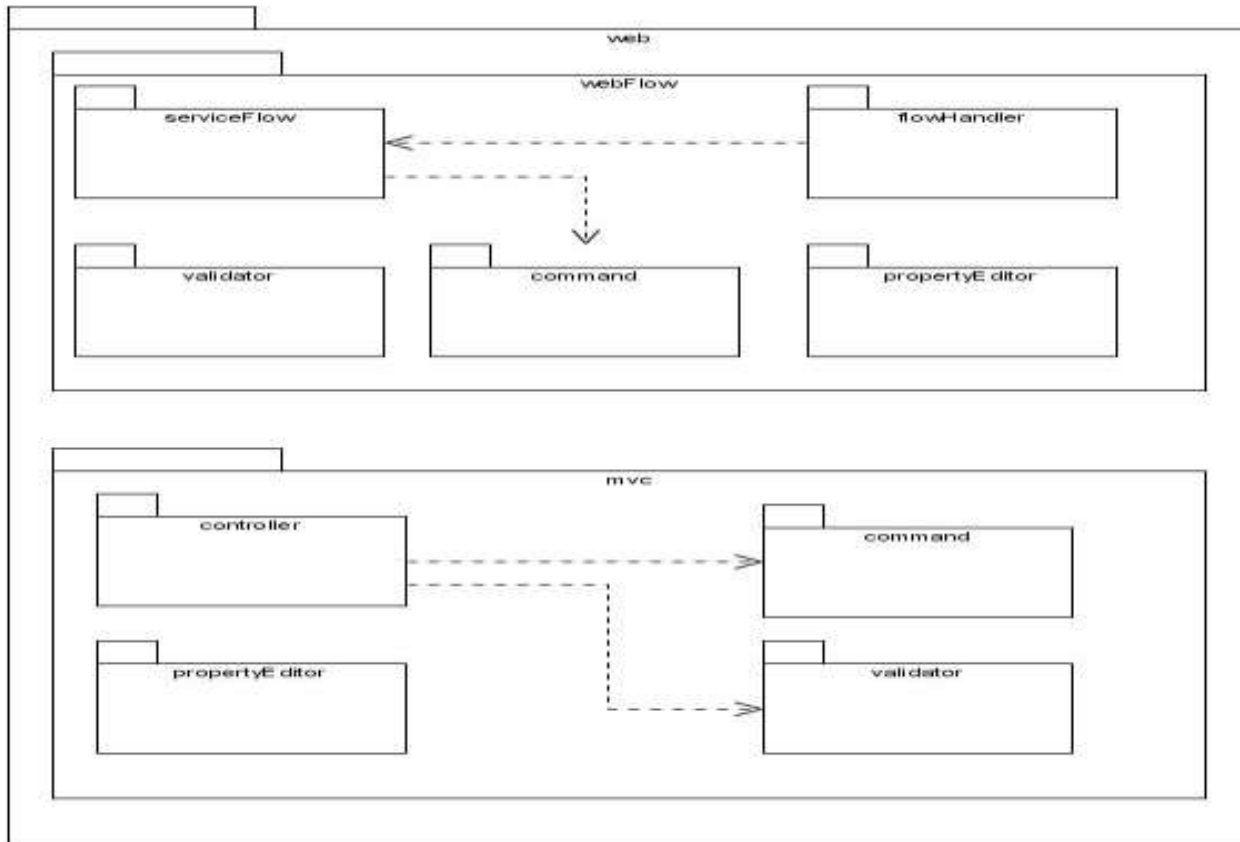 web
webFlow
serviceFlow
flowHandler
validator
command
propertyEditor
mvc
controller
command
propertyEditor
validator